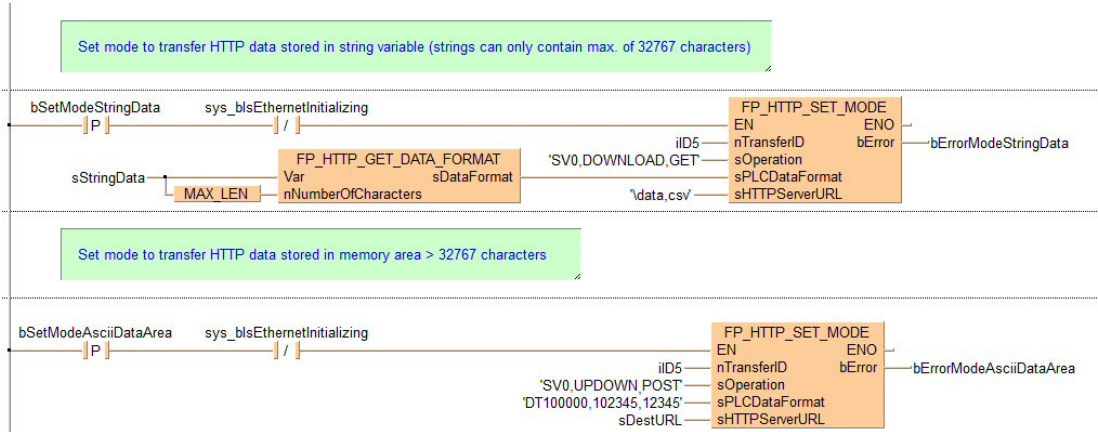 Set mode to transfer HTTP data stored in string variable (strings can only contain max. of 32767 characters)
bSetModeStringData sys_bIsEthernetInitializing FP_HTTP_SET_MODE
P / EN ENO
iID5 nTransferID bError bErrorModeStringData
FP_HTTP_GET_DATA_FORMAT 'SV0,DOWNLOAD,GET' sOperation
sStringData Var sDataFormat sPLCDataFormat
MAX_LEN nNumberOfCharacters '\data,csv' sHTTPServerURL
Set mode to transfer HTTP data stored in memory area > 32767 characters
bSetModeAsciiDataArea sys_bIsEthernetInitializing FP_HTTP_SET_MODE
P / EN ENO
iID5 nTransferID bError bErrorModeAsciiDataArea
'SV0,UPDOWN,POST' sOperation
'DT100000,102345,12345' sPLCDataFormat
sDestURL sHTTPServerURL